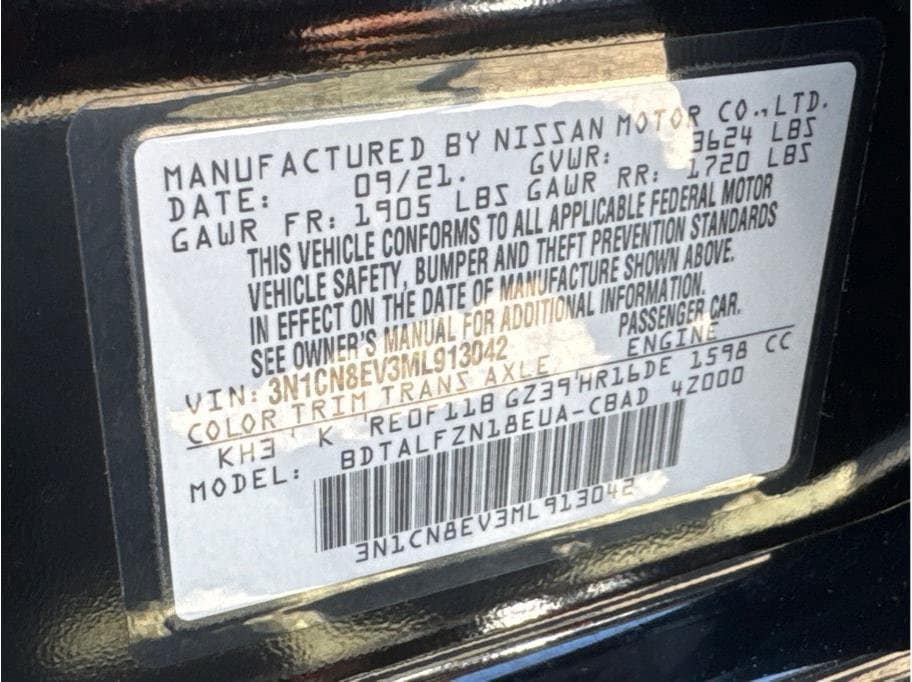 MANUFACTURED BY NISSAN MOTOR CO.,LTD.
DATE: 09/21. GVWR: 3624 LBS
GAWR FR: 1905 LBS GAWR RR: 1720 LBS
THIS VEHICLE CONFORMS TO ALL APPLICABLE FEDERAL MOTOR
VEHICLE SAFETY, BUMPER AND THEFT PREVENTION STANDARDS
IN EFFECT ON THE DATE OF MANUFACTURE SHOWN ABOVE.
SEE OWNER'S MANUAL FOR ADDITIONAL INFORMATION.
VIN: 3N1CN8EV3ML913042 PASSENGER CAR.
COLOR TRIM TRANS AXLE ENGINE
KH3 K RE0F11B GZ39 HR16DE 1598 CC
MODEL: BDTALFZN18EUA-CBAD 4Z000
3N1CN8EV3ML913042